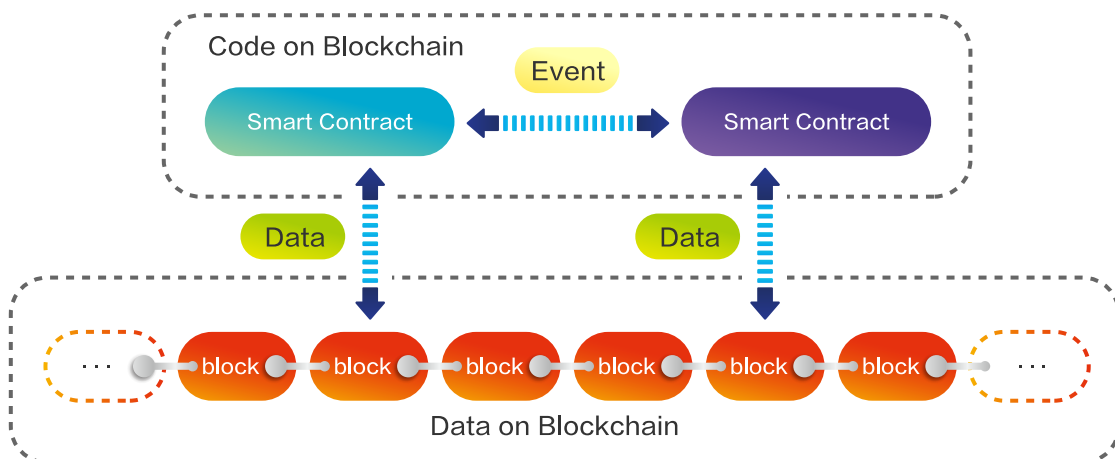 Code on Blockchain
Event
Smart Contract
Smart Contract
Data
Data
...
block
block
block
block
block
block
...
Data on Blockchain